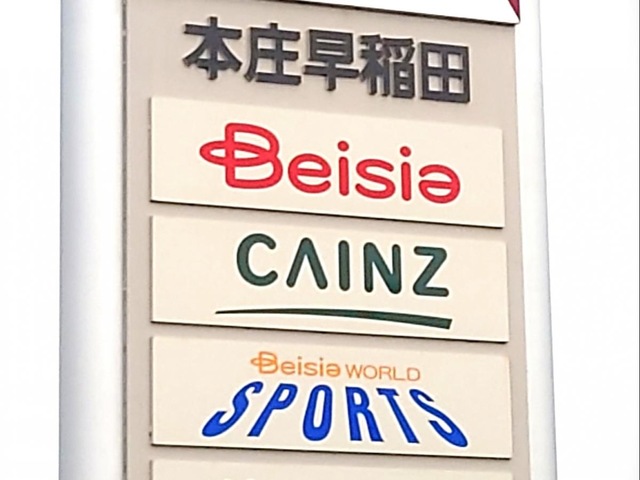 本庄早稲田
Beisia
CAINZ
Beisia WORLD
SPORTS